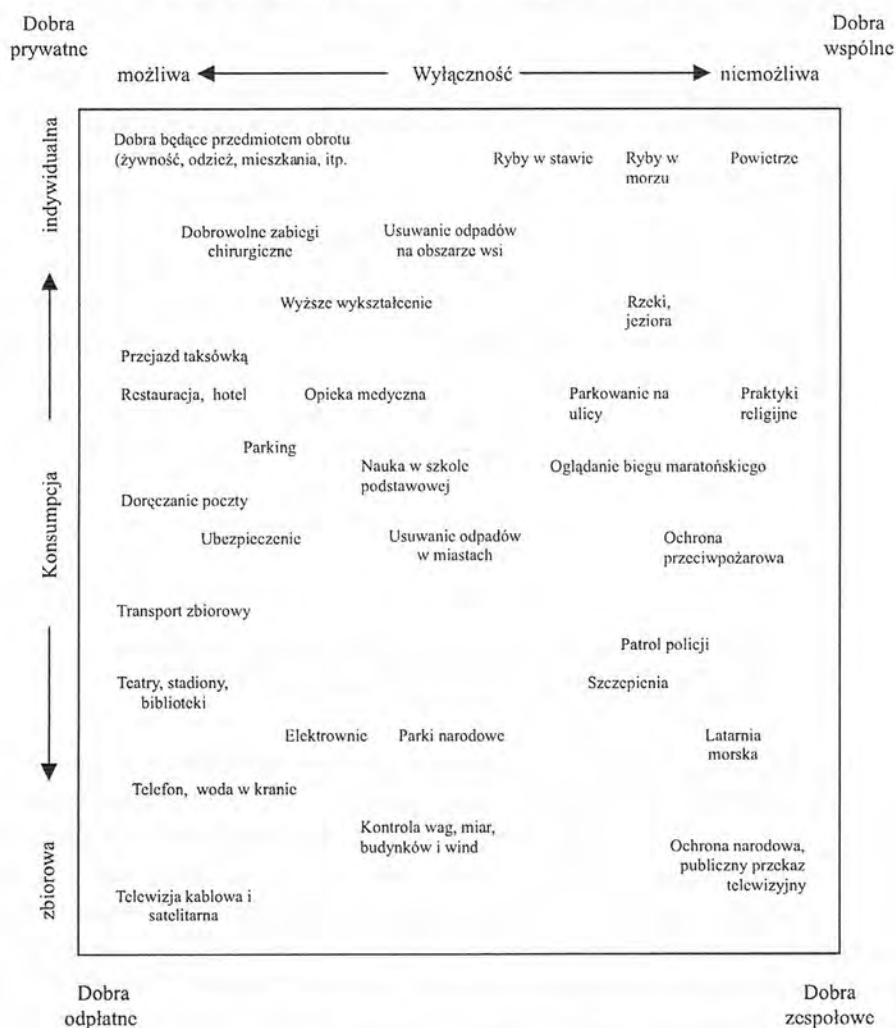 Dobra
prywatne
Dobra
wspólne
możliwa
Wyłączność
niemożliwa
indywidualna
Konsumpcja
zbiorowa
Dobra będące przedmiotem obrotu
(żywność, odzież, mieszkania, itp.
Ryby w stawie
Ryby w
morzu
Powietrze
Dobrowolne zabiegi
chirurgiczne
Usuwanie odpadów
na obszarze wsi
Wyższe wykształcenie
Rzeki,
jeziora
Przejazd taksówką
Restauracja, hotel
Opieka medyczna
Parkowanie na
ulicy
Praktyki
religijne
Parking
Nauka w szkole
podstawowej
Oglądanie biegu maratońskiego
Doręczanie poczty
Ubezpieczenie
Usuwanie odpadów
w miastach
Ochrona
przeciwpożarowa
Transport zbiorowy
Patrol policji
Teatry, stadiony,
biblioteki
Szczepienia
Elektrownie
Parki narodowe
Latarnia
morska
Telefon, woda w kranie
Kontrola wag, miar,
budynków i wind
Ochrona narodowa,
publiczny przekaz
telewizyjny
Telewizja kablowa i
satelitarna
Dobra
odpłatne
Dobra
zespołowe